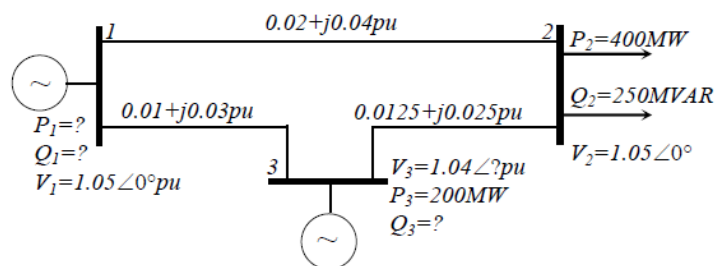 1
0.02+j0.04pu
2
P2=400MW
~
0.01+j0.03pu
0.0125+j0.025pu
Q2=250MVAR
P1=?
Q1=?
V1=1.05∠0°pu
3
V3=1.04∠?pu
V2=1.05∠0°
P3=200MW
Q3=?
~